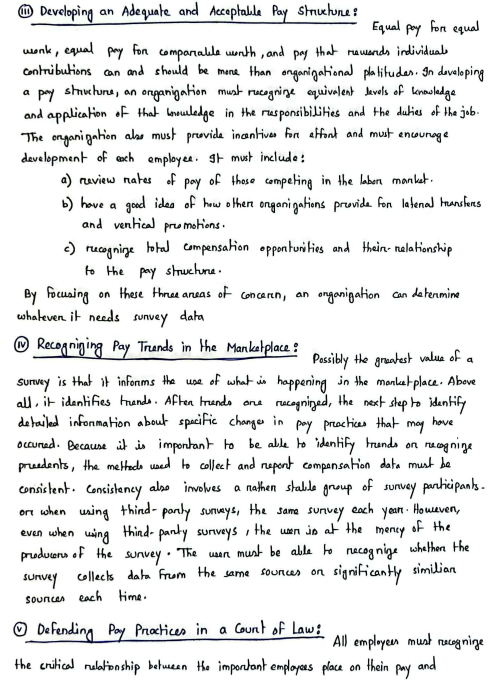 (iii) Developing an Adequate and Acceptable Pay Structure:
Equal pay for equal
work, equal pay for comparable worth, and pay that rewards individual
contributions can and should be more than organizational platitudes. In developing
a pay structure, an organization must recognize equivalent levels of knowledge
and application of that knowledge in the responsibilities and the duties of the job.
The organization also must provide incentives for effort and must encourage
development of each employee. It must include:
a) review rates of pay of those competing in the labor market.
b) have a good idea of how other organizations provide for lateral transfers
and vertical promotions.
c) recognize total compensation opportunities and their relationship
to the pay structure.
By focusing on these three areas of concern, an organization can determine
whatever it needs survey data
(iv) Recognizing Pay Trends in the Marketplace:
Possibly the greatest value of a
survey is that it informs the use of what is happening in the marketplace. Above
all, it identifies trends. After trends are recognized, the next step to identify
detailed information about specific changes in pay practices that may have
occured. Because it is important to be able to identify trends or recognize
precedents, the methods used to collect and report compensation data must be
consistent. Consistency also involves a rather stable group of survey participants.
or when using third-party surveys, the same survey each year. However,
even when using third-party surveys, the user is at the mercy of the
producers of the survey. The user must be able to recognize whether the
survey collects data from the same sources or significantly similiar
sources each time.
(v) Defending Pay Practices in a Court of Law:
All employees must recognize
the critical relationship between the important employees place on their pay and